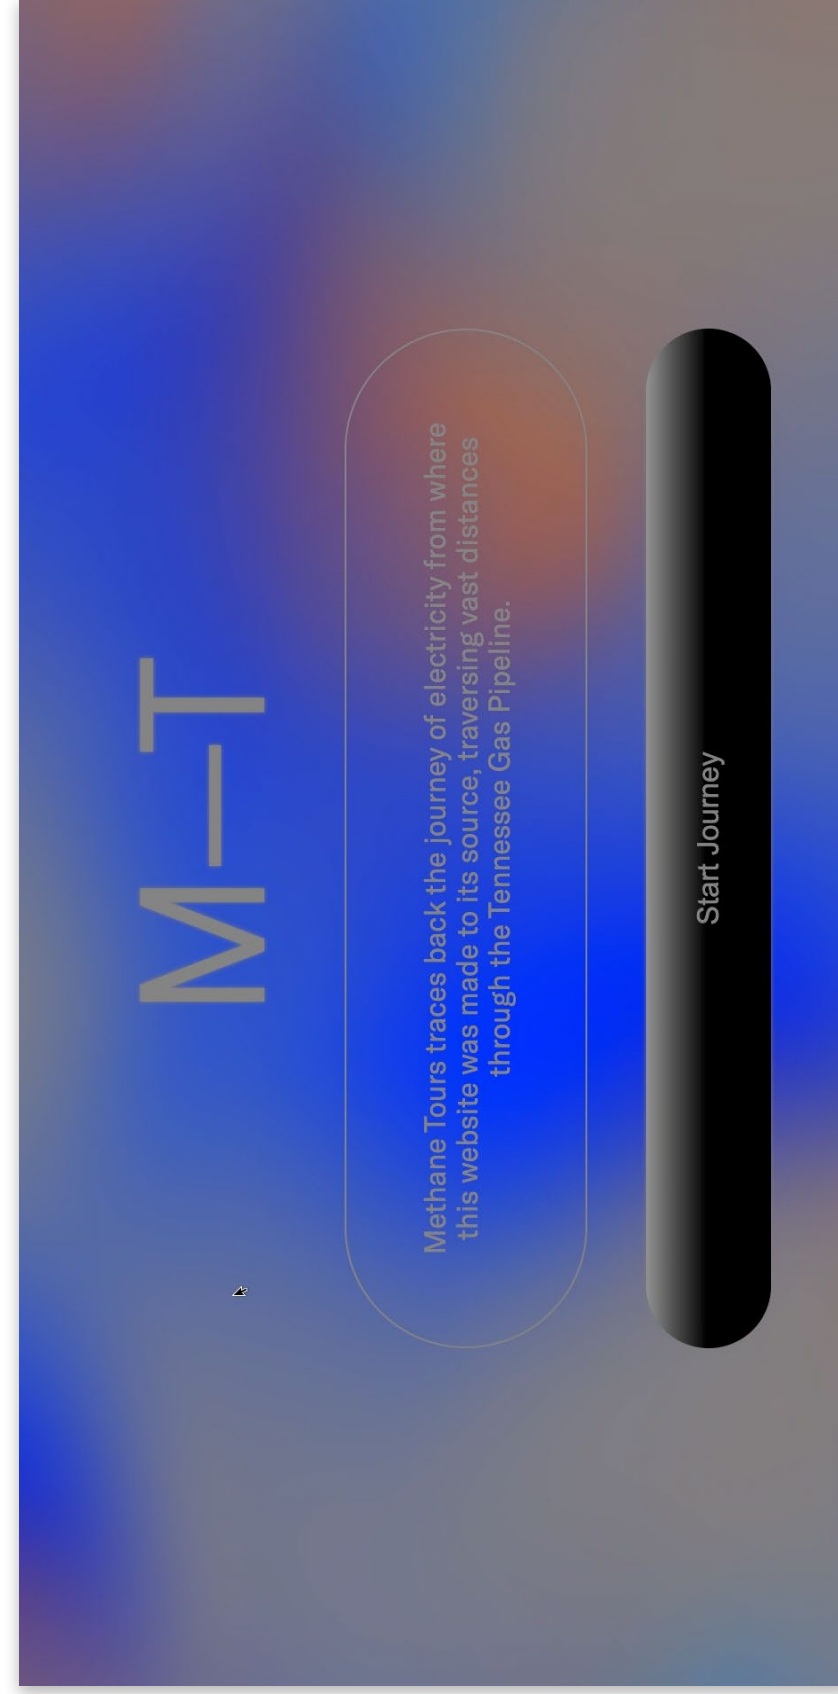 M—T
Methane Tours traces back the journey of electricity from where
this website was made to its source, traversing vast distances
through the Tennessee Gas Pipeline.
Start Journey